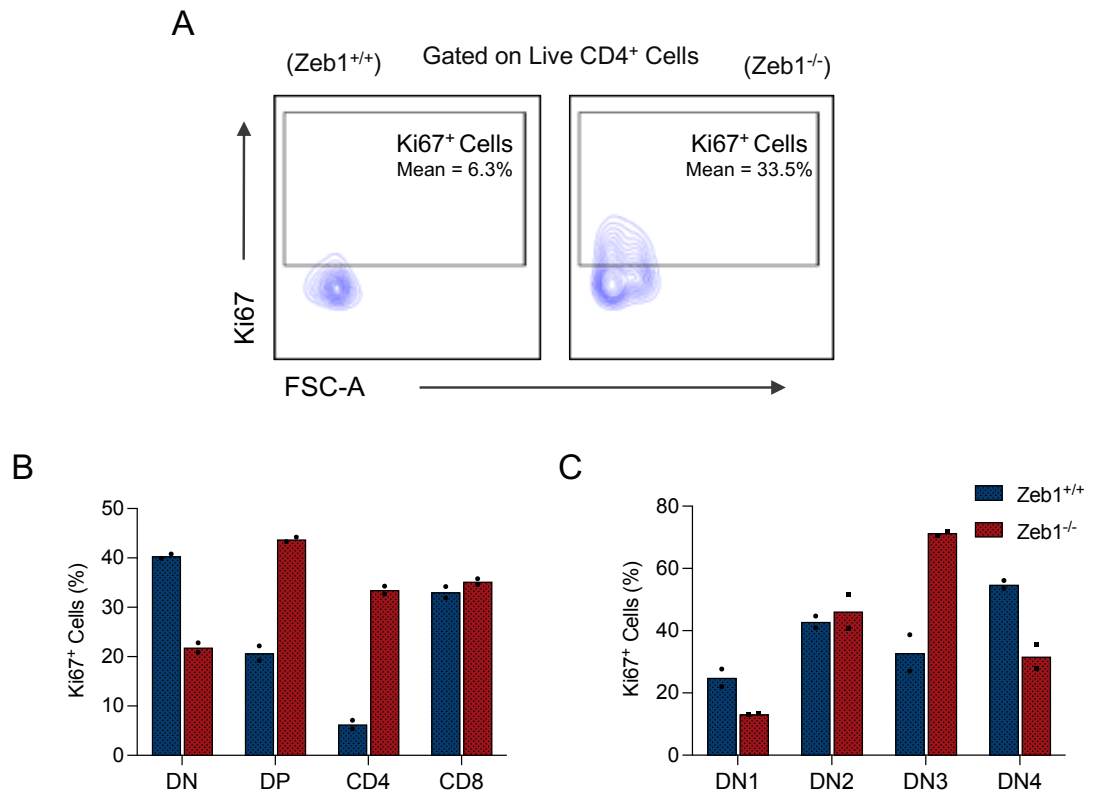 A
(Zeb1+/+)
Gated on Live CD4+ Cells
(Zeb1-/-)
Ki67+ Cells
Mean = 6.3%
Ki67+ Cells
Mean = 33.5%
Ki67
FSC-A
B
Ki67+ Cells (%)
50
40
30
20
10
0
DN DP CD4 CD8
C
Ki67+ Cells (%)
80
60
40
20
0
DN1 DN2 DN3 DN4
Zeb1+/+
Zeb1-/-